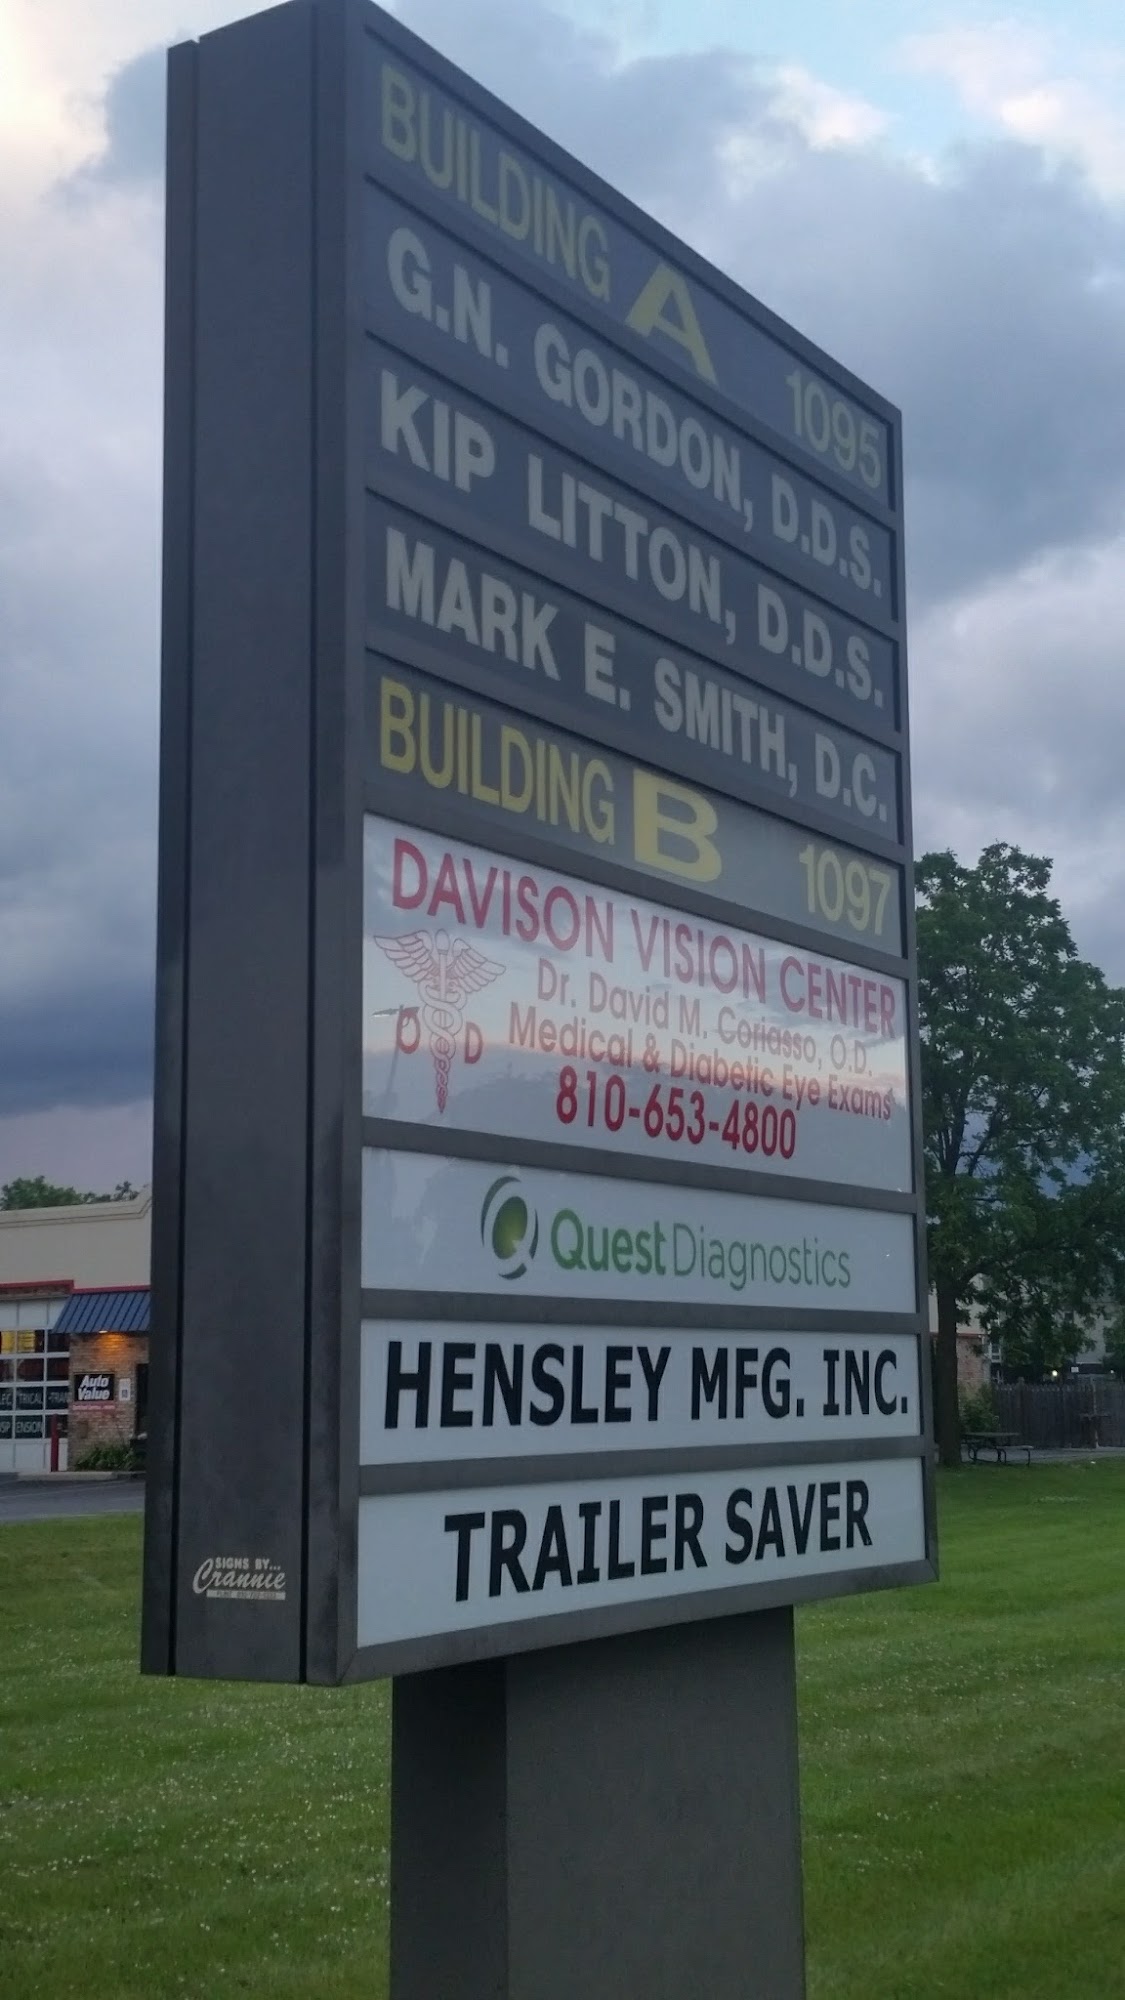 BUILDING A 1095
G.N. GORDON, D.D.S.
KIP LITTON, D.D.S.
MARK E. SMITH, D.C.
BUILDING B 1097
DAVISON VISION CENTER
Dr. David M. Coriasso, O.D.
O D
Medical & Diabetic Eye Exams
810-653-4800
Quest Diagnostics
HENSLEY MFG. INC.
TRAILER SAVER
SIGNS BY...
Crannie
Auto
Value